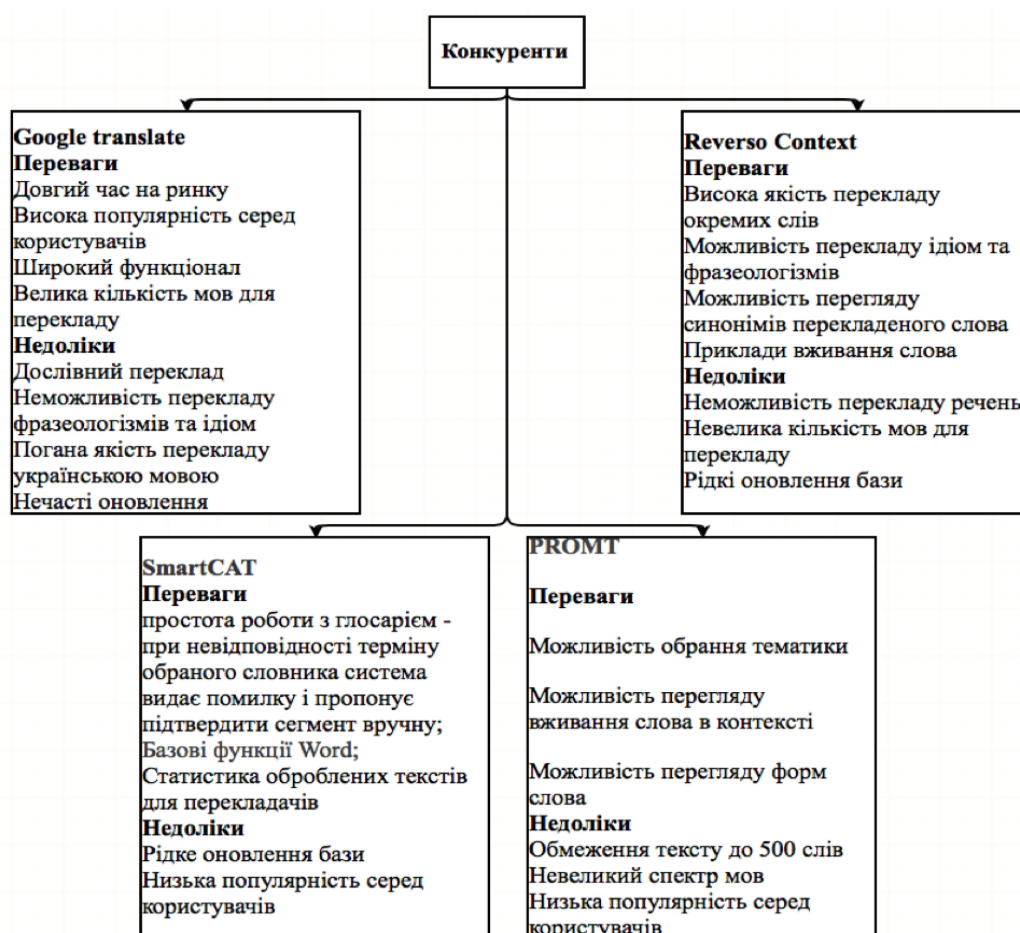 Конкуренти
Google translate
Переваги
Довгий час на ринку
Висока популярність серед
користувачів
Широкий функціонал
Велика кількість мов для
перекладу
Недоліки
Дослівний переклад
Неможливість перекладу
фразеологізмів та ідіом
Погана якість перекладу
українською мовою
Нечасті оновлення
Reverso Context
Переваги
Висока якість перекладу
окремих слів
Можливість перекладу ідіом та
фразеологізмів
Можливість перегляду
синонімів перекладеного слова
Приклади вживання слова
Недоліки
Неможливість перекладу речень
Невелика кількість мов для
перекладу
Рідкі оновлення бази
SmartCAT
Переваги
простота роботи з глосарієм -
при невідповідності терміну
обраного словника система
видає помилку і пропонує
підтвердити сегмент вручну;
Базові функції Word;
Статистика оброблених текстів
для перекладачів
Недоліки
Рідке оновлення бази
Низька популярність серед
користувачів
PROMT
Переваги
Можливість обрання тематики
Можливість перегляду
вживання слова в контексті
Можливість перегляду форм
слова
Недоліки
Обмеження тексту до 500 слів
Невеликий спектр мов
Низька популярність серед
користувачів